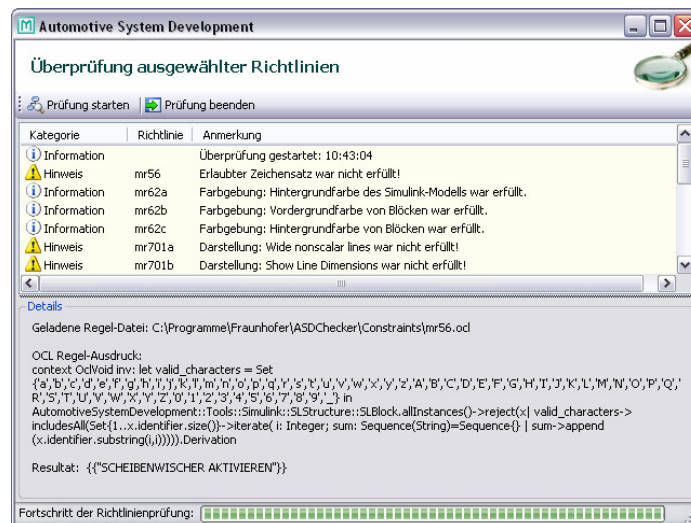 Automotive System Development
Überprüfung ausgewählter Richtlinien
Prüfung starten Prüfung beenden
Kategorie Richtlinie Anmerkung
Information Überprüfung gestartet: 10:43:04
Hinweis mr56 Erlaubter Zeichensatz war nicht erfüllt!
Information mr62a Farbgebung: Hintergrundfarbe des Simulink-Modells war erfüllt.
Information mr62b Farbgebung: Vordergrundfarbe von Blöcken war erfüllt.
Information mr62c Farbgebung: Hintergrundfarbe von Blöcken war erfüllt.
Hinweis mr701a Darstellung: Wide nonscalar lines war nicht erfüllt!
Hinweis mr701b Darstellung: Show Line Dimensions war nicht erfüllt!
Details
Geladene Regel-Datei: C:\Programme\Fraunhofer\ASDChecker\Constraints\mr56.ocl
OCL Regel-Ausdruck:
context OclVoid inv: let valid_characters = Set
{'a','b','c','d','e','f','g','h','i','j','k','l','m','n','o','p','q','r','s','t','u','v','w','x','y','z','A','B','C','D','E','F','G','H','I','J','K','L','M','N','O','P','Q','
R','S','T','U','V','W','X','Y','Z','0','1','2','3','4','5','6','7','8','9','_'} in
AutomotiveSystemDevelopment::Tools::Simulink::SLStructure::SLBlock.allInstances()->reject(x| valid_characters->
includesAll(Set{1..x.identifier.size()}->iterate( i: Integer; sum: Sequence(String)=Sequence{} | sum->append
(x.identifier.substring(i,i))))).Derivation
Resultat: {{"SCHEIBENWISCHER AKTIVIEREN"}}
Fortschritt der Richtlinienprüfung: